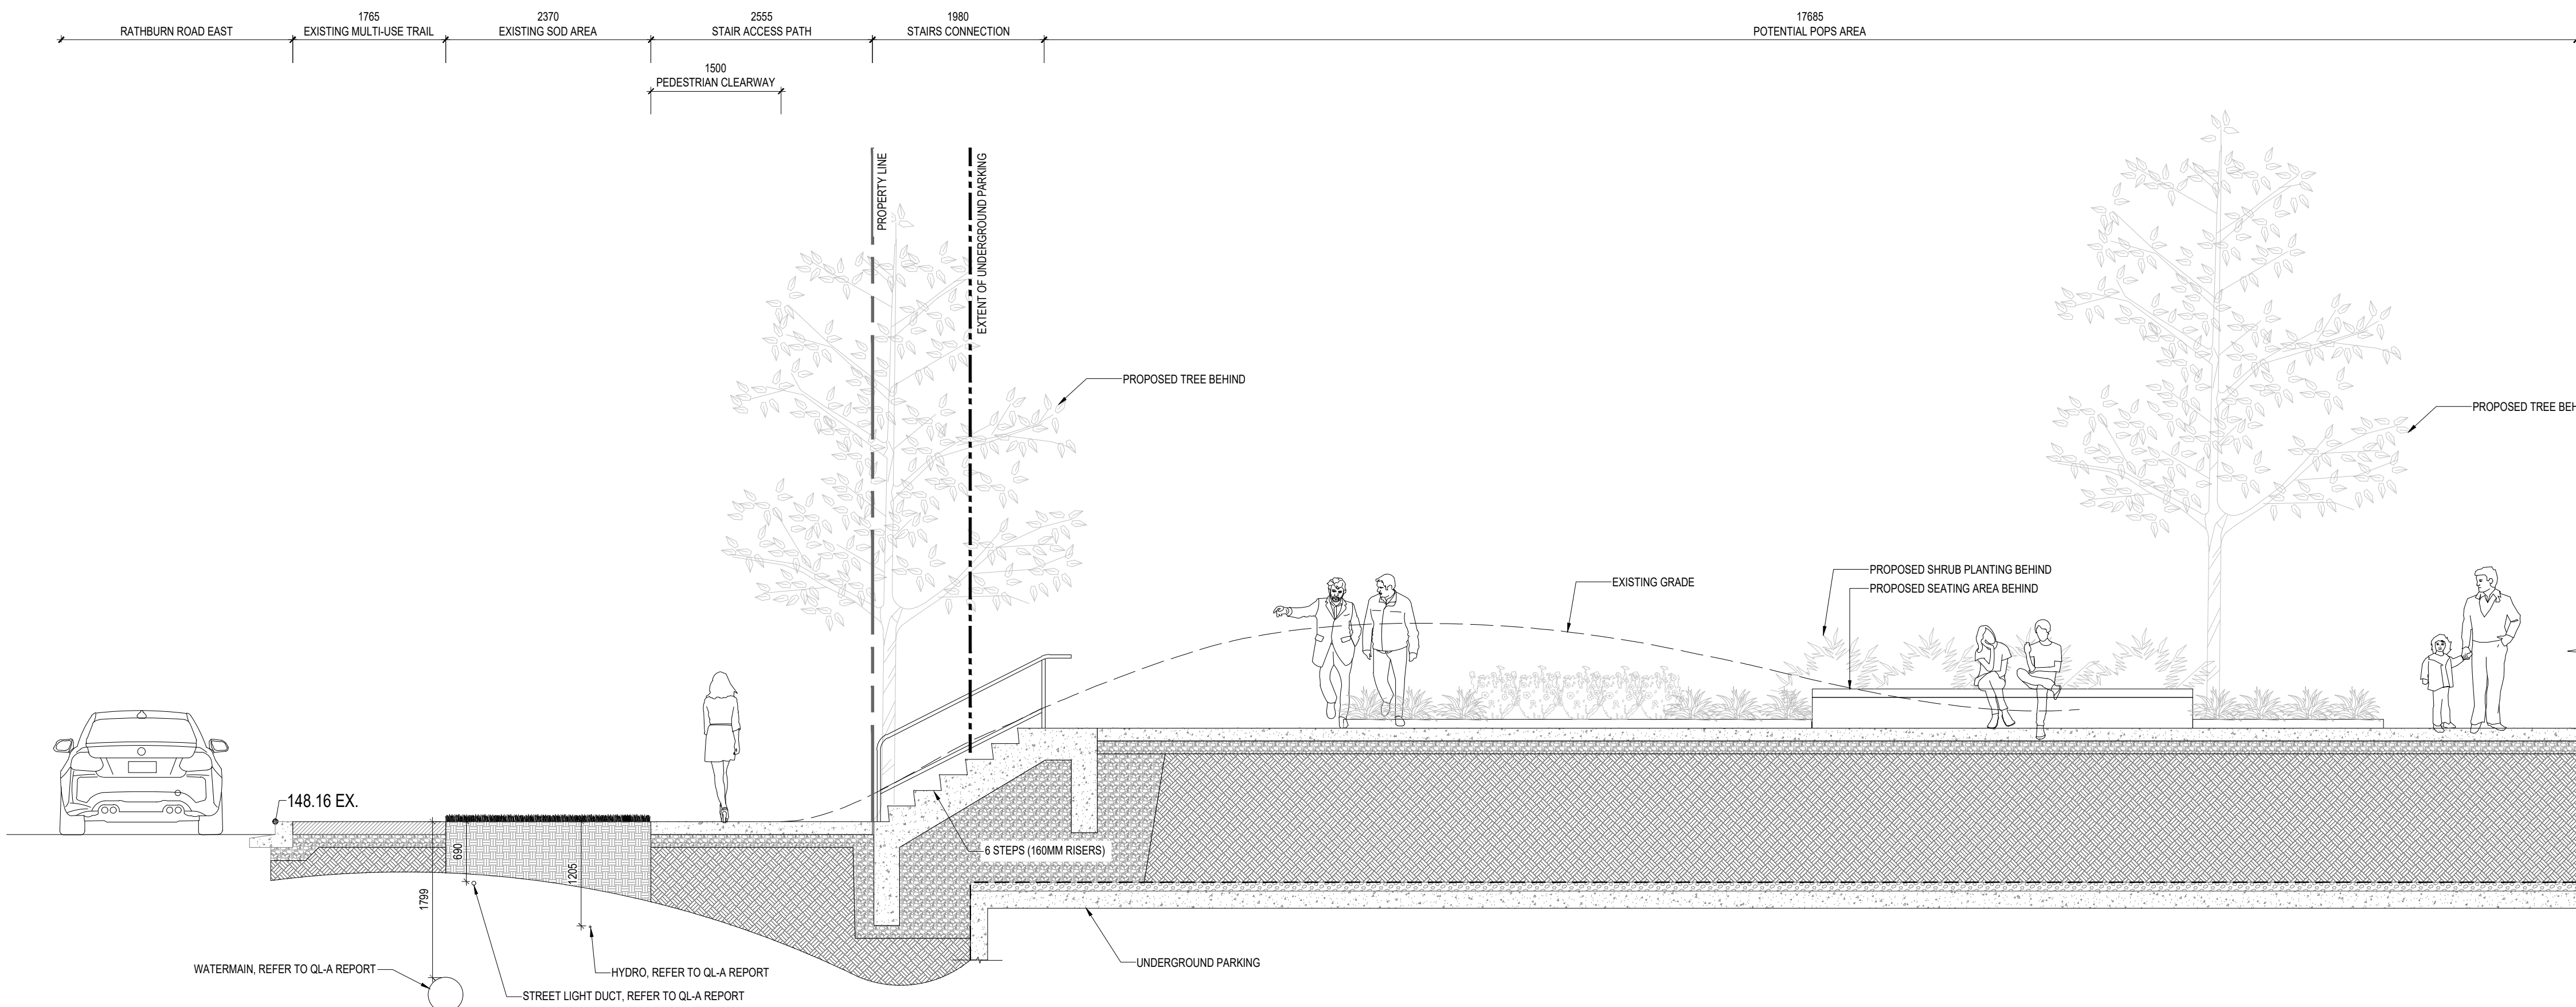 1765
2370
2555
1980
17685
RATHBURN ROAD EAST
EXISTING MULTI-USE TRAIL
EXISTING SOD AREA
STAIR ACCESS PATH
STAIRS CONNECTION
POTENTIAL POPS AREA
1500
PEDESTRIAN CLEARWAY
PROPERTY LINE
EXTENT OF UNDERGROUND PARKING
PROPOSED TREE BEHIND
PROPOSED TREE BEH
EXISTING GRADE
PROPOSED SHRUB PLANTING BEHIND
PROPOSED SEATING AREA BEHIND
148.16 EX.
690
1205
1799
6 STEPS (160MM RISERS)
WATERMAIN, REFER TO QL-A REPORT
HYDRO, REFER TO QL-A REPORT
STREET LIGHT DUCT, REFER TO QL-A REPORT
UNDERGROUND PARKING